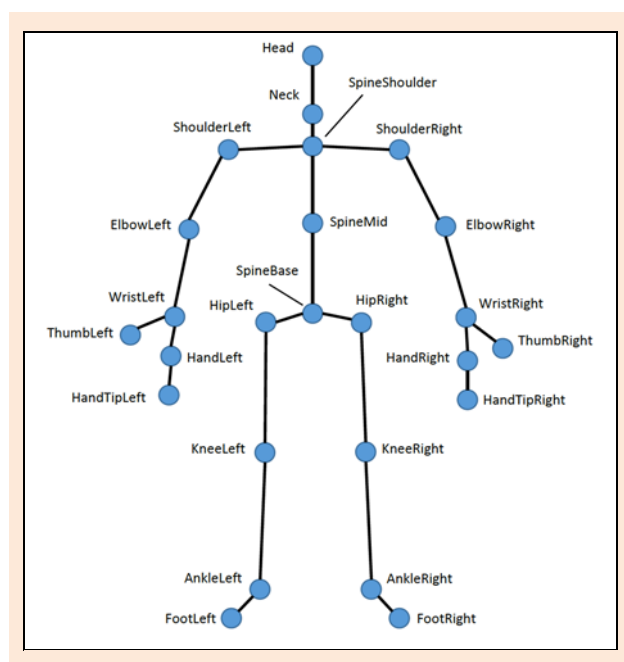 Head
SpineShoulder
Neck
ShoulderLeft
ShoulderRight
ElbowLeft
SpineMid
ElbowRight
SpineBase
WristLeft
HipLeft
HipRight
WristRight
ThumbLeft
ThumbRight
HandLeft
HandRight
HandTipLeft
HandTipRight
KneeLeft
KneeRight
AnkleLeft
AnkleRight
FootLeft
FootRight